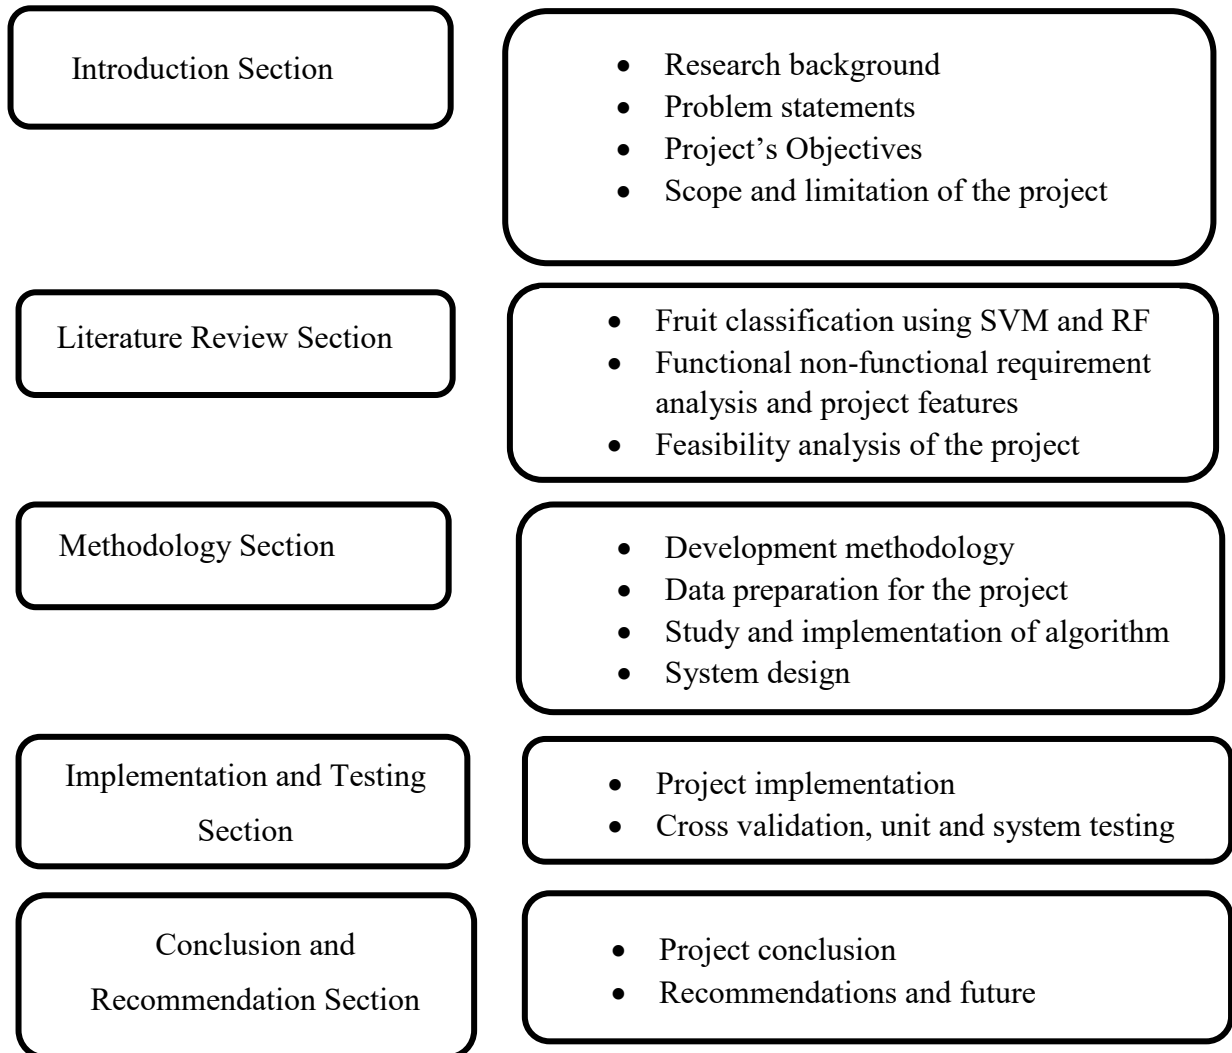 Introduction Section
• Research background
• Problem statements
• Project’s Objectives
• Scope and limitation of the project
Literature Review Section
• Fruit classification using SVM and RF
• Functional non-functional requirement
analysis and project features
• Feasibility analysis of the project
Methodology Section
• Development methodology
• Data preparation for the project
• Study and implementation of algorithm
• System design
Implementation and Testing
Section
• Project implementation
• Cross validation, unit and system testing
Conclusion and
Recommendation Section
• Project conclusion
• Recommendations and future